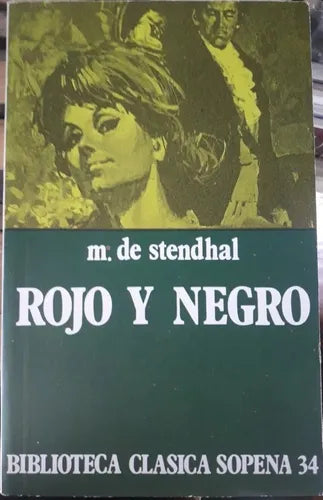 m. de stendhal
ROJO Y NEGRO
BIBLIOTECA CLASICA SOPENA 34